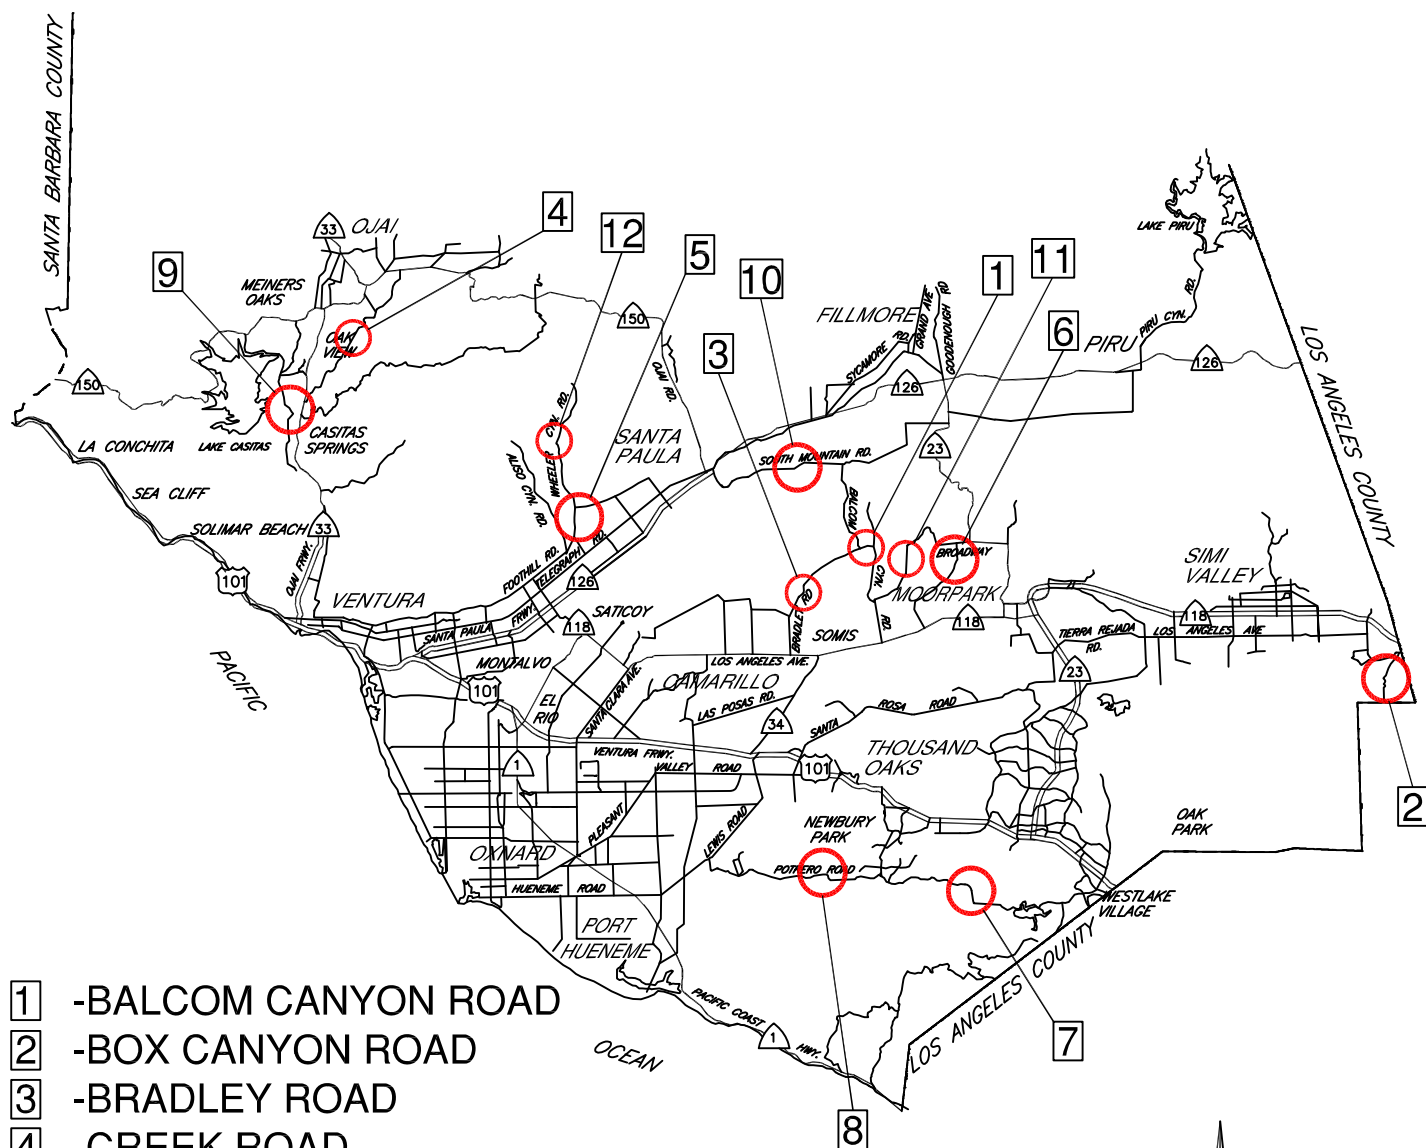 SANTA BARBARA COUNTY
4
12
5
9
10
1
11
6
3
33
OJAI
MEINERS
OAKS
OAK
VIEW
150
150
LAKE CASITAS
CASITAS
SPRINGS
LA CONCHITA
SEA CLIFF
SOLIMAR BEACH
33
OJAI FRWY.
101
VENTURA
PACIFIC
WHEELER CYN. RD.
ALISO CYN. RD.
OJAI RD.
SANTA
PAULA
FOOTHILL RD.
TELEGRAPH RD.
126
SANTA PAULA FRWY.
118
SATICOY
MONTALVO
101
EL
RIO
SANTA CLARA AVE.
FILLMORE
SYCAMORE RD.
GRAND AVE
GOODENOUGH RD
126
SOUTH MOUNTAIN RD.
23
BALCOM CYN. RD.
BROADWAY
MOORPARK
118
BRADLEY RD
SOMIS
LOS ANGELES AVE.
CAMARILLO
LAS POSAS RD.
34
LAKE PIRU
PIRU CYN. RD.
PIRU
126
LOS ANGELES COUNTY
SIMI
VALLEY
118
TIERRA REJADA
RD.
LOS ANGELES AVE
23
SANTA ROSA ROAD
THOUSAND
OAKS
VENTURA FRWY.
VALLEY ROAD
101
1
PLEASANT
LEWIS ROAD
NEWBURY
PARK
POTRERO ROAD
OAK
PARK
2
OXNARD
HUENEME ROAD
PORT
HUENEME
WESTLAKE
VILLAGE
LOS ANGELES COUNTY
PACIFIC COAST HWY.
1
OCEAN
7
8
1 -BALCOM CANYON ROAD
2 -BOX CANYON ROAD
3 -BRADLEY ROAD
4 -CREEK ROAD